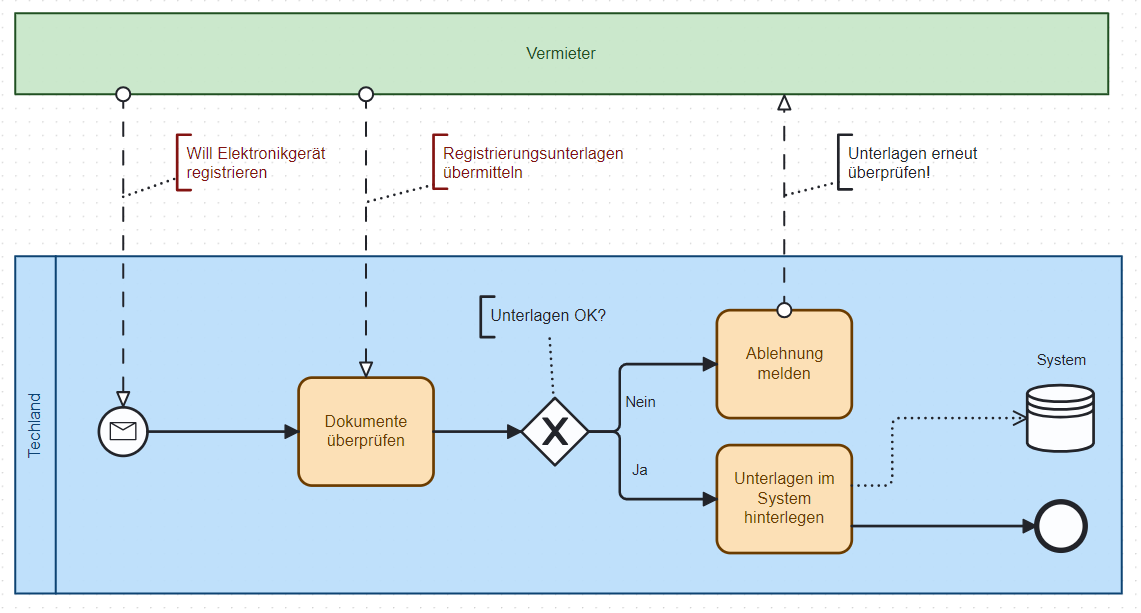 Vermieter
Will Elektronikgerät
registrieren
Registrierungsunterlagen
übermitteln
Unterlagen erneut
überprüfen!
Techland
Unterlagen OK?
Dokumente
überprüfen
X
Nein
Ja
Ablehnung
melden
Unterlagen im
System
hinterlegen
System